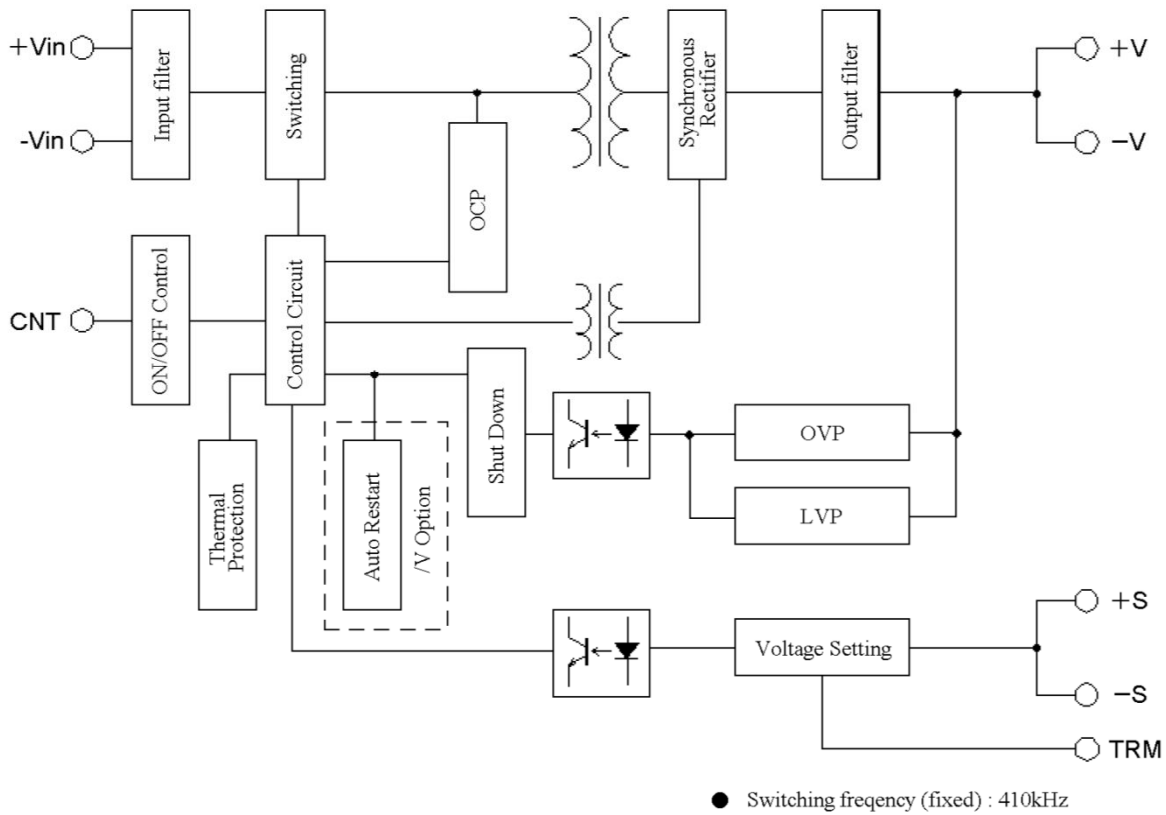 +Vin
-Vin
Input filter
Switching
OCP
Synchronous
Rectifier
Output filter
+V
−V
CNT
ON/OFF Control
Control Circuit
Thermal
Protection
Auto Restart
/V Option
Shut Down
OVP
LVP
Voltage Setting
+S
−S
TRM
● Switching freqency (fixed) : 410kHz